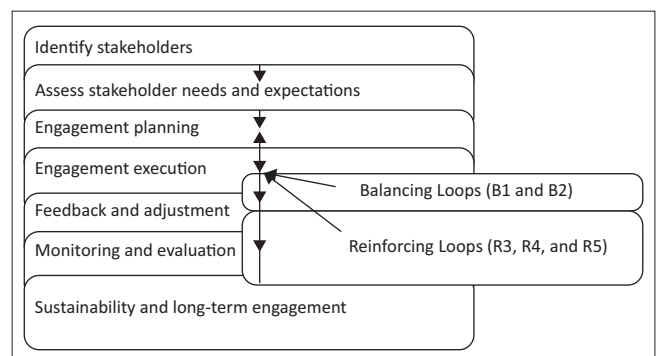 Identify stakeholders
Assess stakeholder needs and expectations
Engagement planning
Engagement execution
Balancing Loops (B1 and B2)
Feedback and adjustment
Reinforcing Loops (R3, R4, and R5)
Monitoring and evaluation
Sustainability and long-term engagement